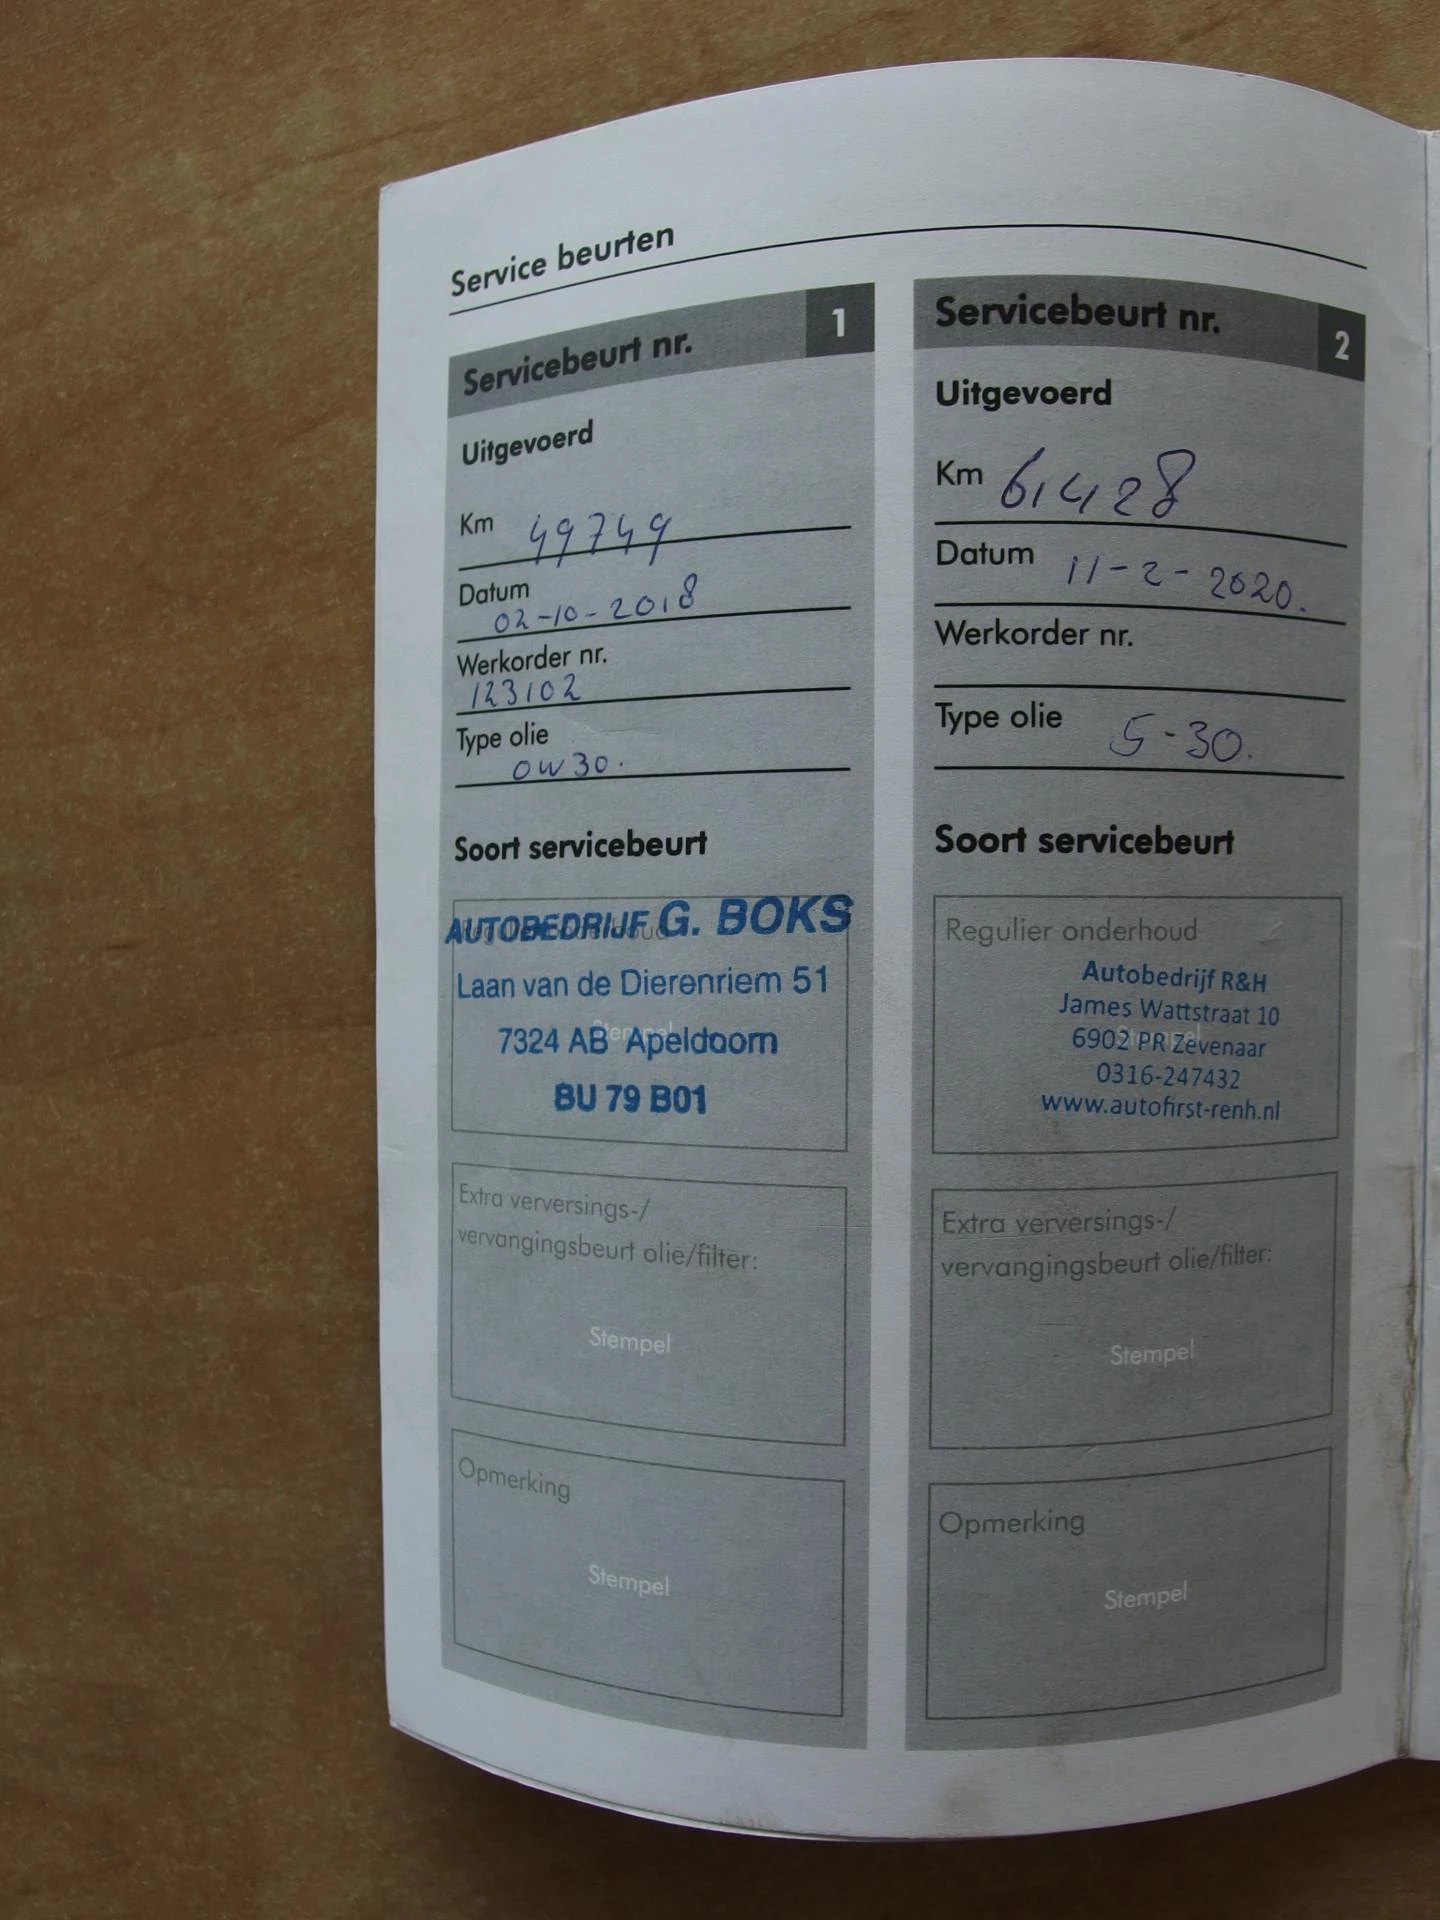 Service beurten
Servicebeurt nr. 1
Uitgevoerd
Km 49749
Datum
02-10-2018
Werkorder nr.
123102
Type olie
0W30.
Soort servicebeurt
Regulier onderhoud
AUTOBEDRIJF G. BOKS
Laan van de Dierenriem 51
Stempel
7324 AB Apeldoorn
BU 79 B01
Extra verversings-/
vervangingsbeurt olie/filter:
Stempel
Opmerking
Stempel
Servicebeurt nr. 2
Uitgevoerd
Km 61428
Datum 11-2-2020.
Werkorder nr.
Type olie 5-30.
Soort servicebeurt
Regulier onderhoud
Autobedrijf R&H
James Wattstraat 10
Stempel
6902 PR Zevenaar
0316-247432
www.autofirst-renh.nl
Extra verversings-/
vervangingsbeurt olie/filter:
Stempel
Opmerking
Stempel